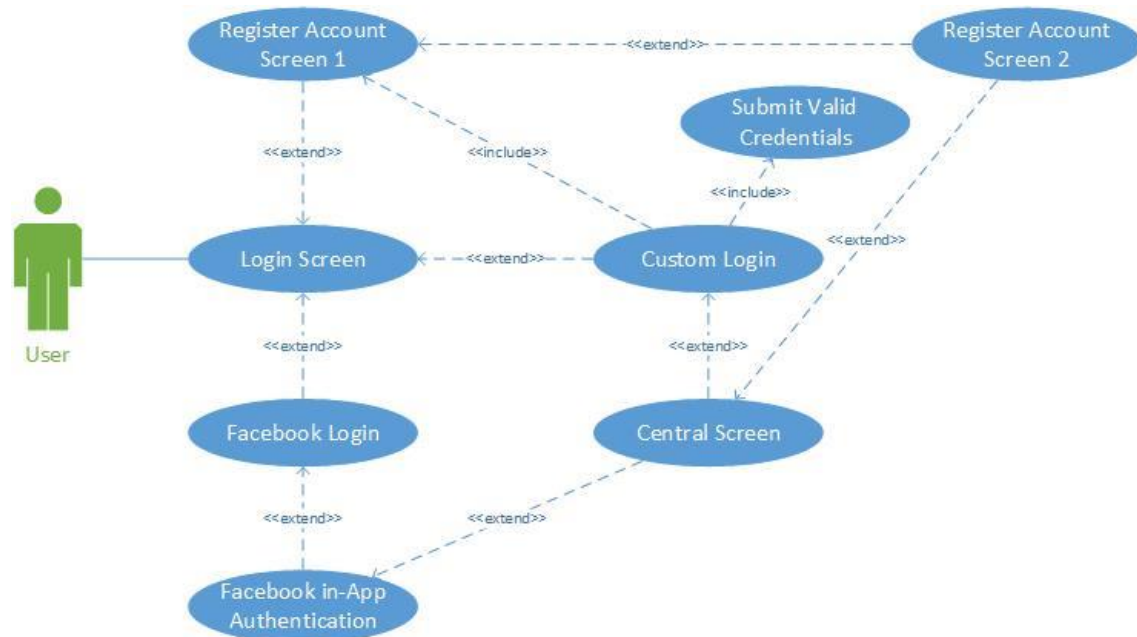 Register Account
Screen 1
<<extend>>
Register Account
Screen 2
Submit Valid
Credentials
<<extend>>
<<include>>
<<include>>
<<extend>>
Login Screen
<<extend>>
Custom Login
User
<<extend>>
<<extend>>
Facebook Login
Central Screen
<<extend>>
<<extend>>
Facebook in-App
Authentication